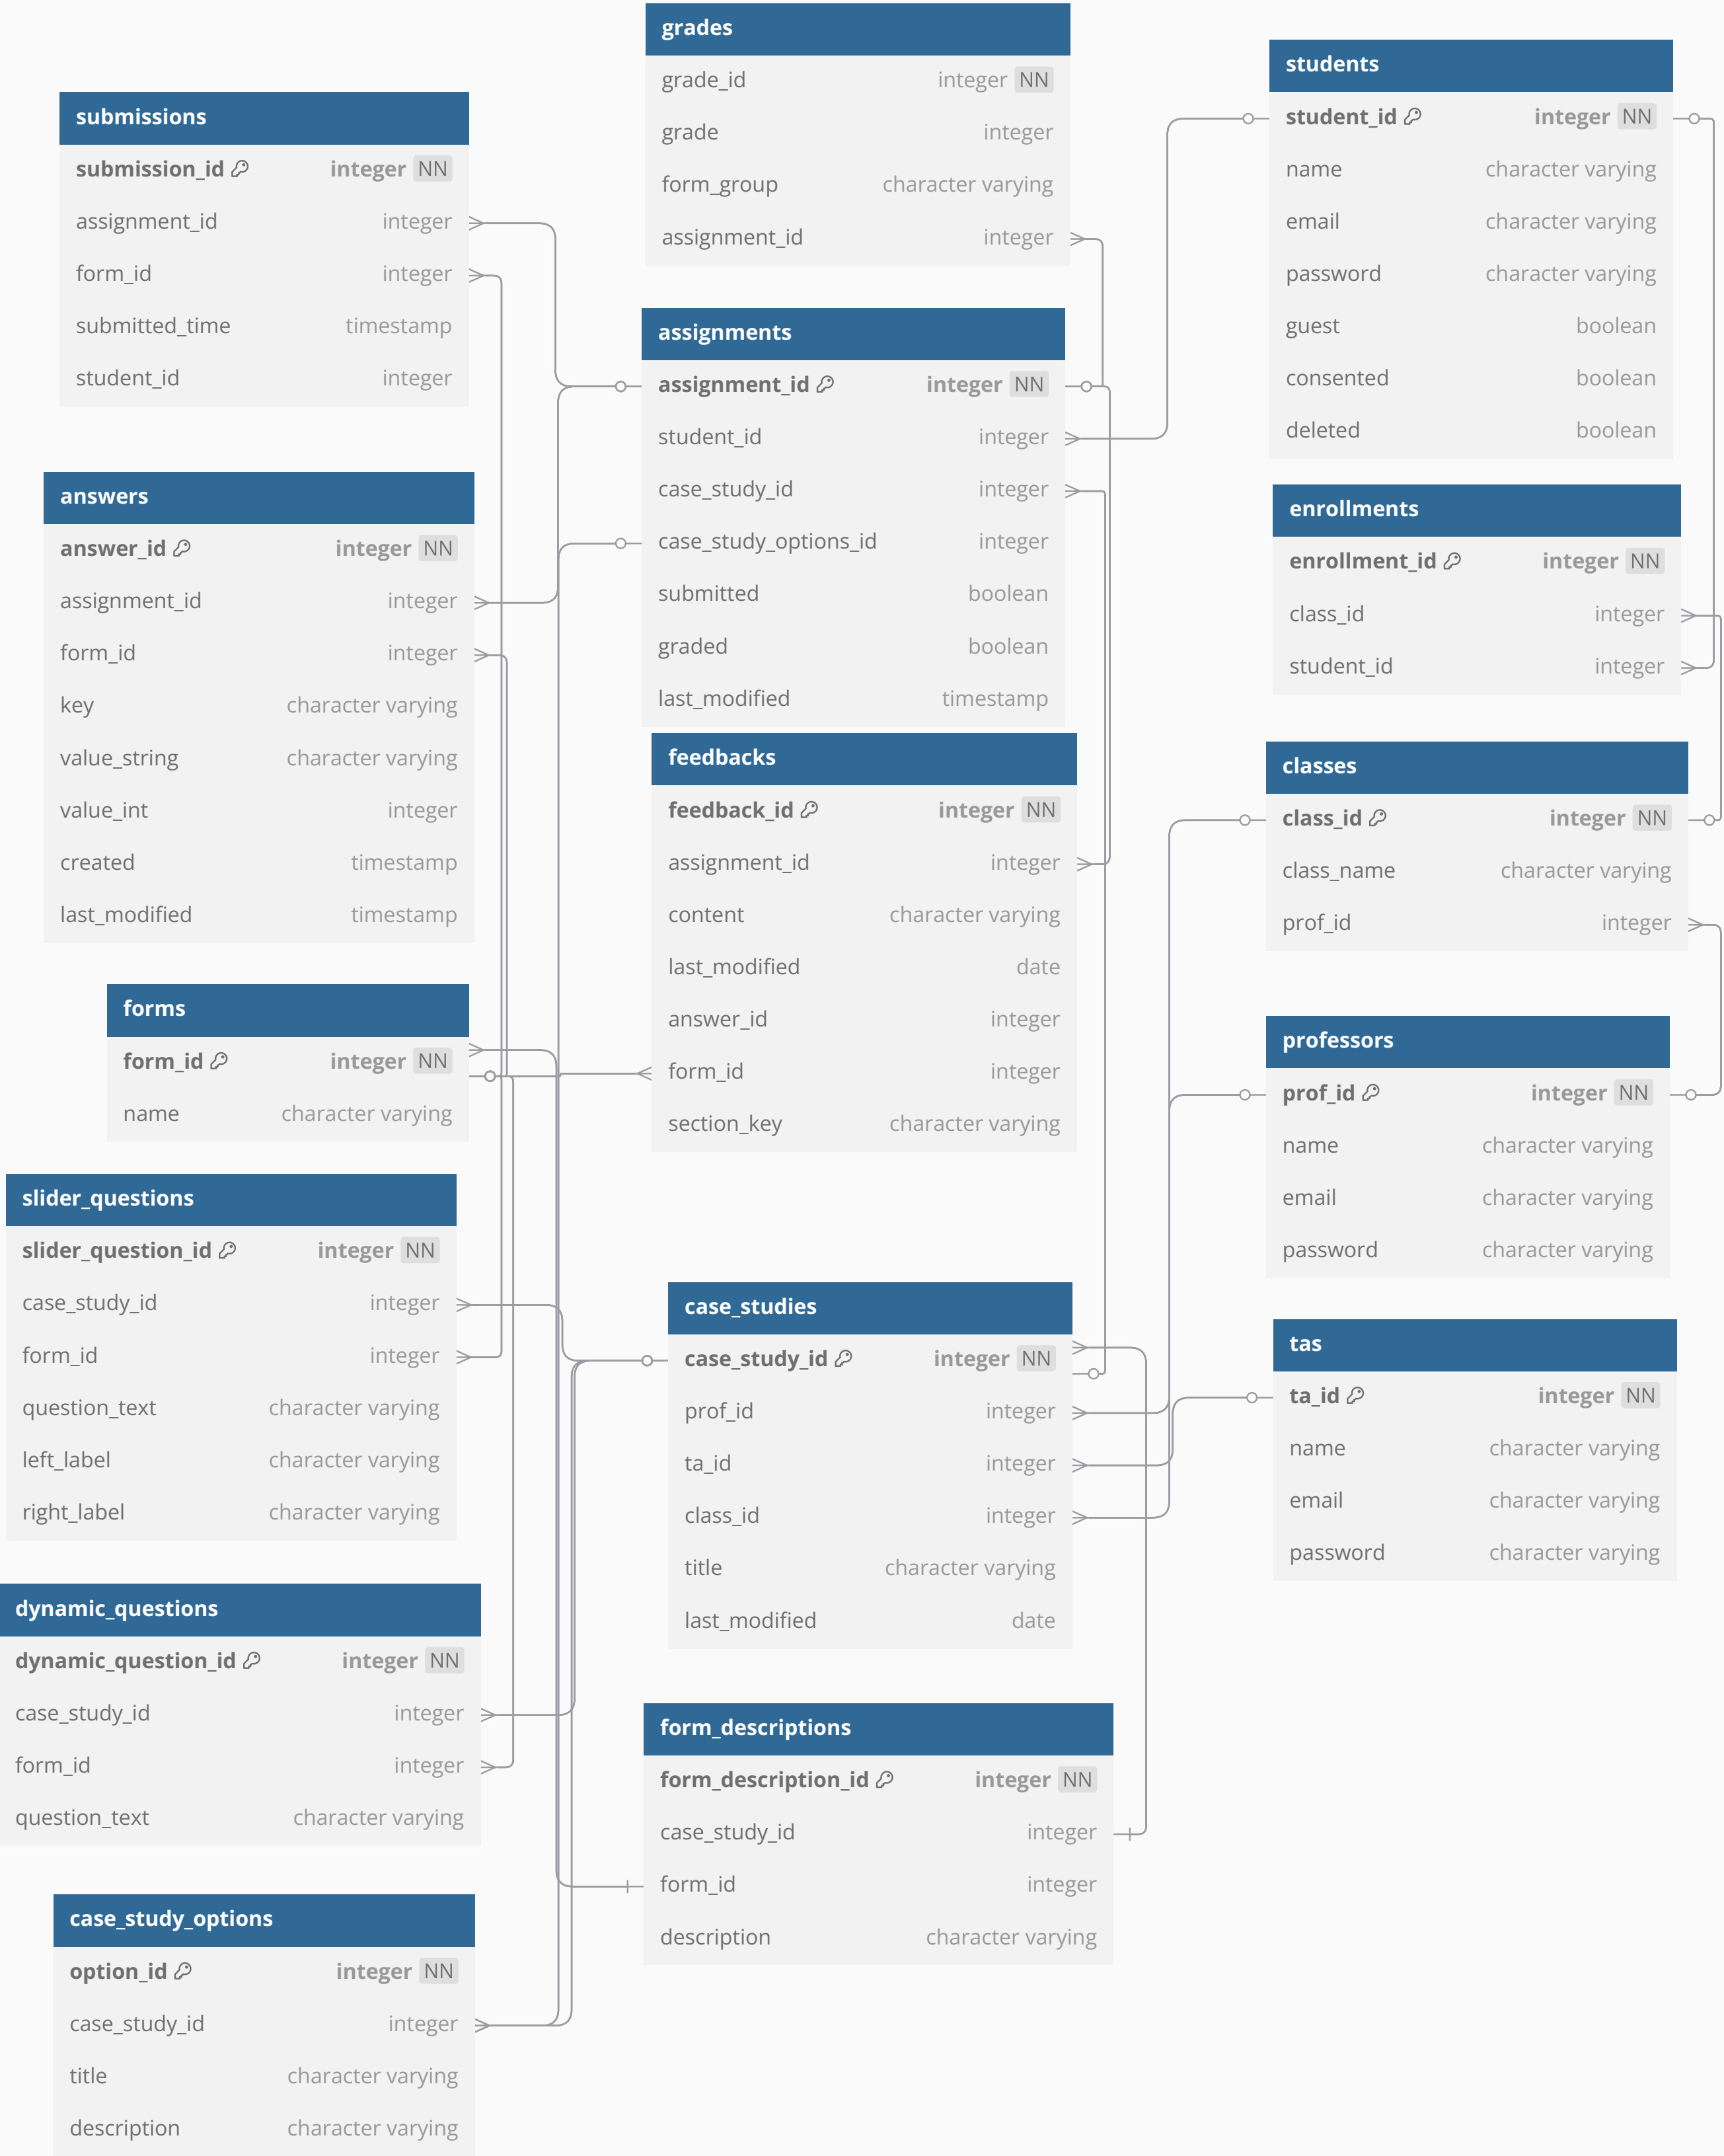 grades
grade_id integer NN
grade integer
form_group character varying
assignment_id integer
students
student_id integer NN
name character varying
email character varying
password character varying
guest boolean
consented boolean
deleted boolean
submissions
submission_id integer NN
assignment_id integer
form_id integer
submitted_time timestamp
student_id integer
assignments
assignment_id integer NN
student_id integer
case_study_id integer
case_study_options_id integer
submitted boolean
graded boolean
last_modified timestamp
answers
answer_id integer NN
assignment_id integer
form_id integer
key character varying
value_string character varying
value_int integer
created timestamp
last_modified timestamp
enrollments
enrollment_id integer NN
class_id integer
student_id integer
feedbacks
feedback_id integer NN
assignment_id integer
content character varying
last_modified date
answer_id integer
form_id integer
section_key character varying
classes
class_id integer NN
class_name character varying
prof_id integer
forms
form_id integer NN
name character varying
professors
prof_id integer NN
name character varying
email character varying
password character varying
slider_questions
slider_question_id integer NN
case_study_id integer
form_id integer
question_text character varying
left_label character varying
right_label character varying
case_studies
case_study_id integer NN
prof_id integer
ta_id integer
class_id integer
title character varying
last_modified date
tas
ta_id integer NN
name character varying
email character varying
password character varying
dynamic_questions
dynamic_question_id integer NN
case_study_id integer
form_id integer
question_text character varying
form_descriptions
form_description_id integer NN
case_study_id integer
form_id integer
description character varying
case_study_options
option_id integer NN
case_study_id integer
title character varying
description character varying